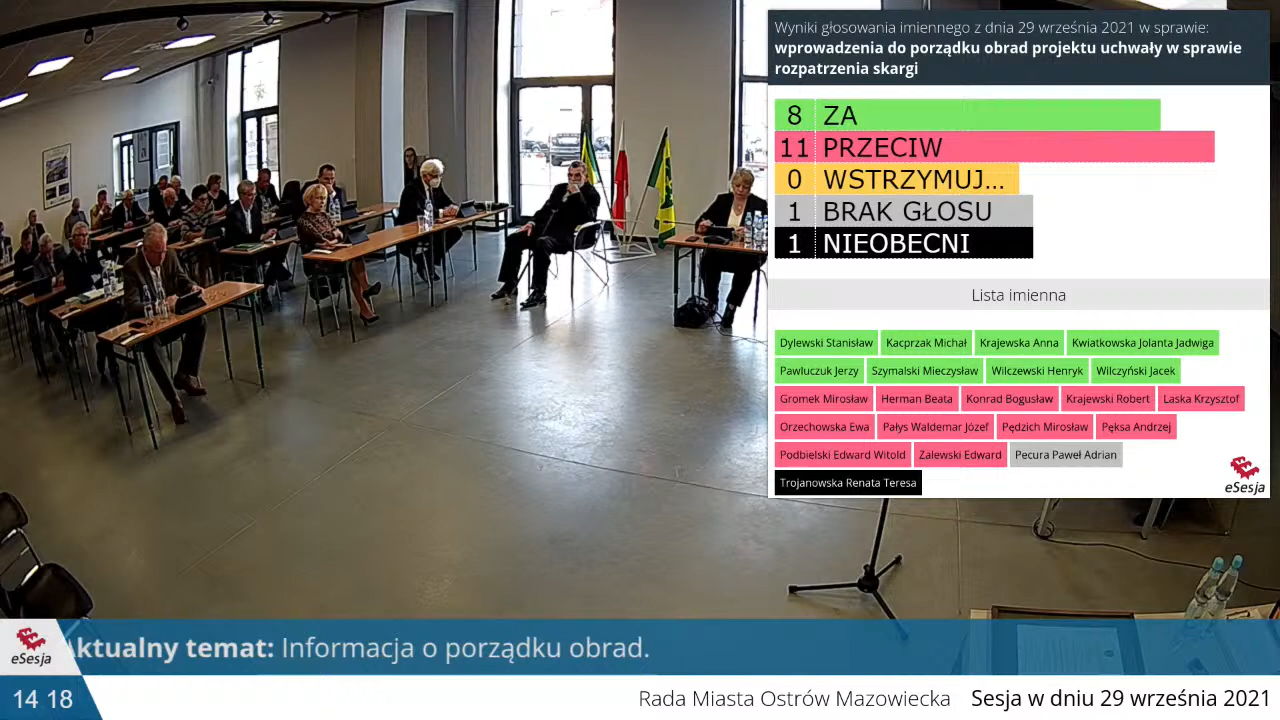 Wyniki głosowania imiennego z dnia 29 września 2021 w sprawie:
wprowadzenia do porządku obrad projektu uchwały w sprawie
rozpatrzenia skargi
8 ZA
11 PRZECIW
0 WSTRZYMUJ...
1 BRAK GŁOSU
1 NIEOBECNI
Lista imienna
Dylewski Stanisław Kacprzak Michał Krajewska Anna Kwiatkowska Jolanta Jadwiga
Pawluczuk Jerzy Szymalski Mieczysław Wilczewski Henryk Wilczyński Jacek
Gromek Mirosław Herman Beata Konrad Bogusław Krajewski Robert Laska Krzysztof
Orzechowska Ewa Pałys Waldemar Józef Pędzich Mirosław Pęksa Andrzej
Podbielski Edward Witold Zalewski Edward Pecura Paweł Adrian
Trojanowska Renata Teresa
eSesja
Aktualny temat: Informacja o porządku obrad.
eSesja
14 18
Rada Miasta Ostrów Mazowiecka Sesja w dniu 29 września 2021